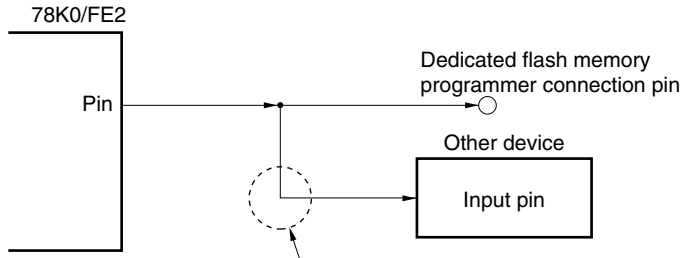 78K0/FE2
Pin
Dedicated flash memory
programmer connection pin
Other device
Input pin